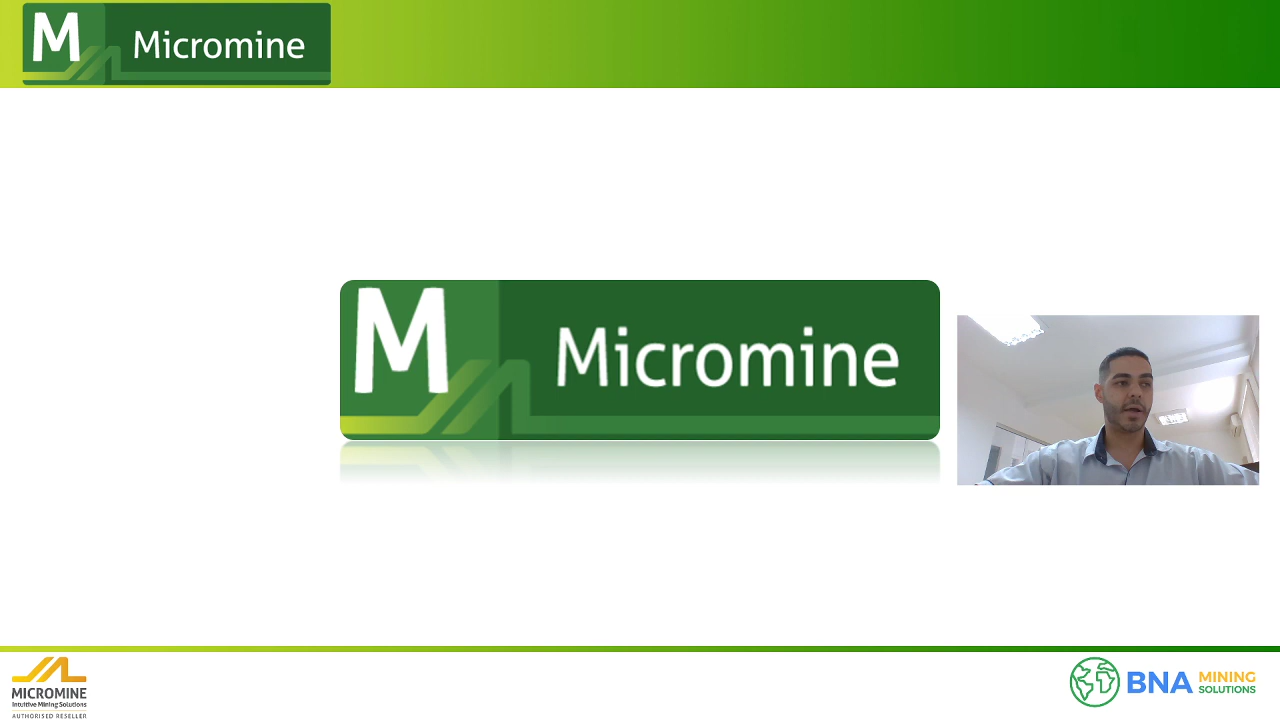 M Micromine
M Micromine
MICROMINE
Intuitive Mining Solutions
AUTHORISED RESELLER
BNA MINING
SOLUTIONS